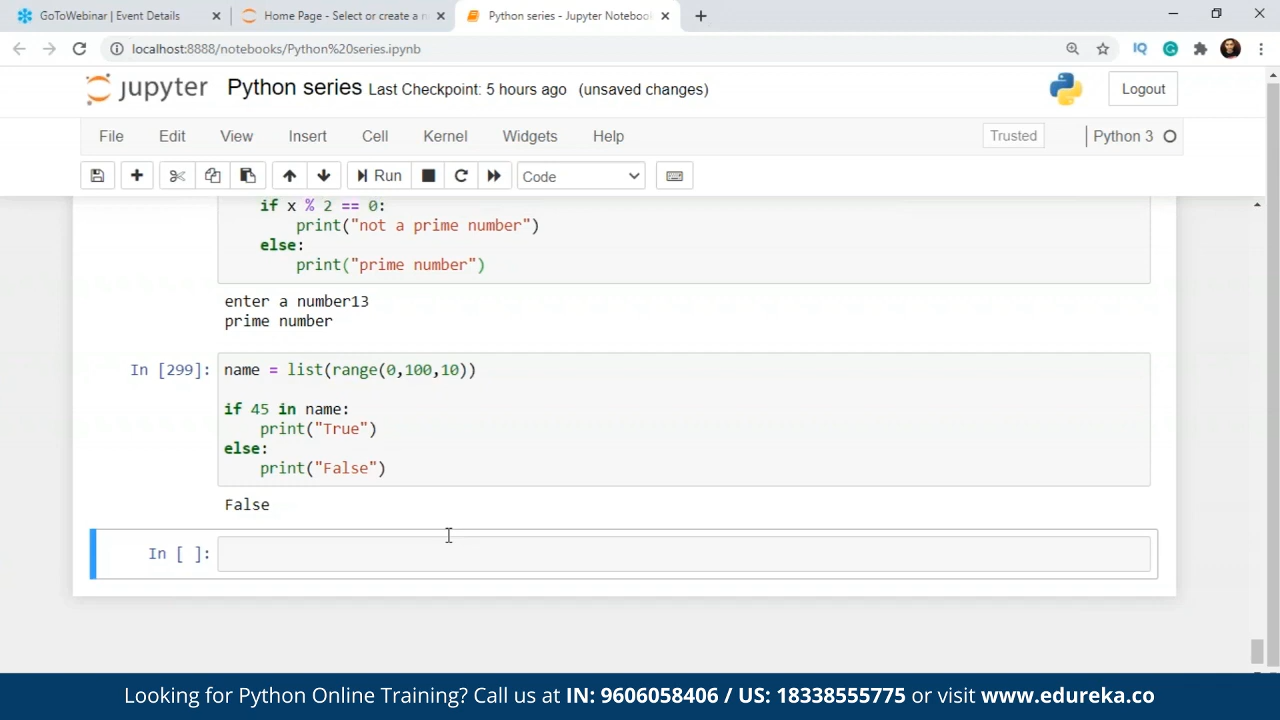 GoToWebinar | Event Details
Home Page - Select or create a n
Python series - Jupyter Notebook
localhost:8888/notebooks/Python%20series.ipynb
IQ
jupyter Python series Last Checkpoint: 5 hours ago (unsaved changes)
Logout
File Edit View Insert Cell Kernel Widgets Help
Trusted
Python 3
Run
Code
if x % 2 == 0:
print("not a prime number")
else:
print("prime number")
enter a number13
prime number
In [299]: name = list(range(0,100,10))
if 45 in name:
print("True")
else:
print("False")
False
In [ ]:
Looking for Python Online Training? Call us at IN: 9606058406 / US: 18338555775 or visit www.edureka.co